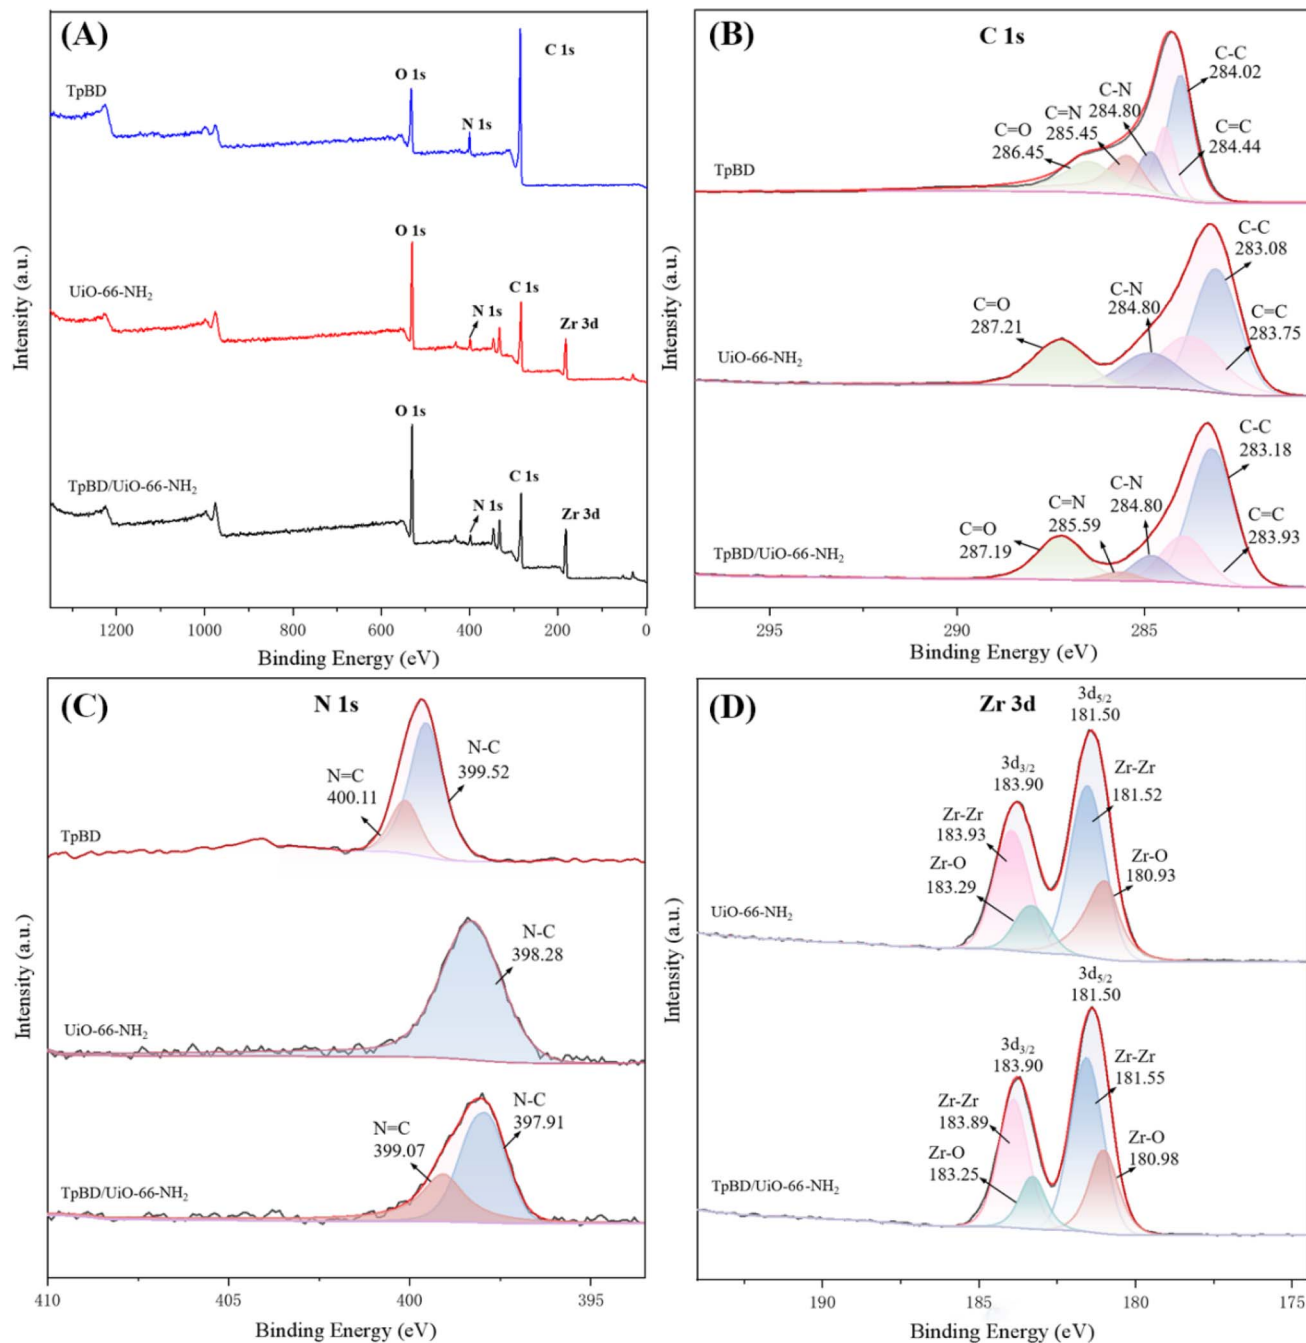 (A)
C 1s
O 1s
TpBD
N 1s
O 1s
C 1s
UiO-66-NH₂
N 1s
Zr 3d
O 1s
C 1s
TpBD/UiO-66-NH₂
N 1s
Zr 3d
Intensity (a.u.)
1200 1000 800 600 400 200 0
Binding Energy (eV)
(B)
C 1s
C-C
284.02
C-N
284.80
C=N
285.45
C=O
286.45
C=C
284.44
TpBD
C-C
283.08
C-N
284.80
C=O
287.21
C=C
283.75
UiO-66-NH₂
C-C
283.18
C-N
284.80
C=N
285.59
C=O
287.19
C=C
283.93
TpBD/UiO-66-NH₂
Intensity (a.u.)
295 290 285
Binding Energy (eV)
(C)
N 1s
N-C
399.52
N=C
400.11
TpBD
N-C
398.28
UiO-66-NH₂
N-C
397.91
N=C
399.07
TpBD/UiO-66-NH₂
Intensity (a.u.)
410 405 400 395
Binding Energy (eV)
(D)
Zr 3d
3d₅/₂
181.50
3d₃/₂
183.90
Zr-Zr
181.52
Zr-Zr
183.93
Zr-O
183.29
Zr-O
180.93
UiO-66-NH₂
3d₅/₂
181.50
3d₃/₂
183.90
Zr-Zr
181.55
Zr-Zr
183.89
Zr-O
183.25
Zr-O
180.98
TpBD/UiO-66-NH₂
Intensity (a.u.)
190 185 180 175
Binding Energy (eV)